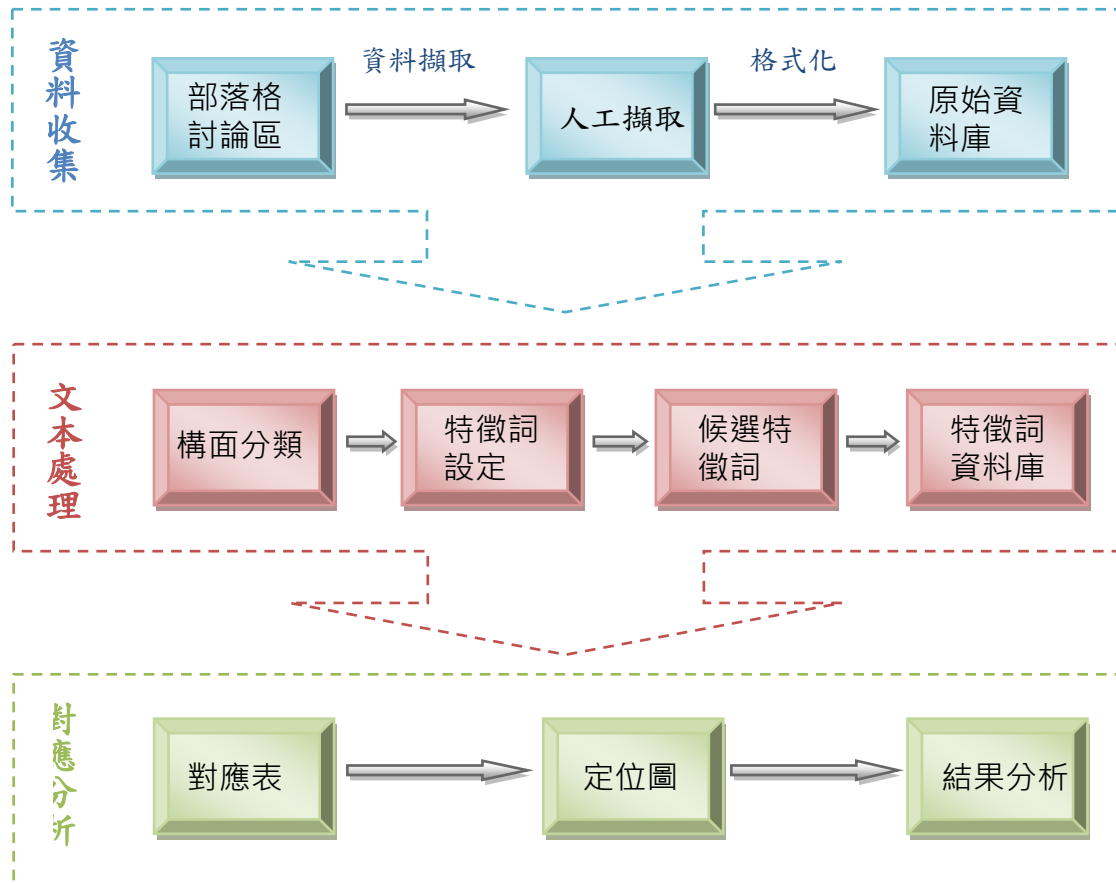 資料收集
部落格
討論區
資料擷取
人工擷取
格式化
原始資
料庫
文本處理
構面分類
特徵詞
設定
候選特
徵詞
特徵詞
資料庫
對應分析
對應表
定位圖
結果分析